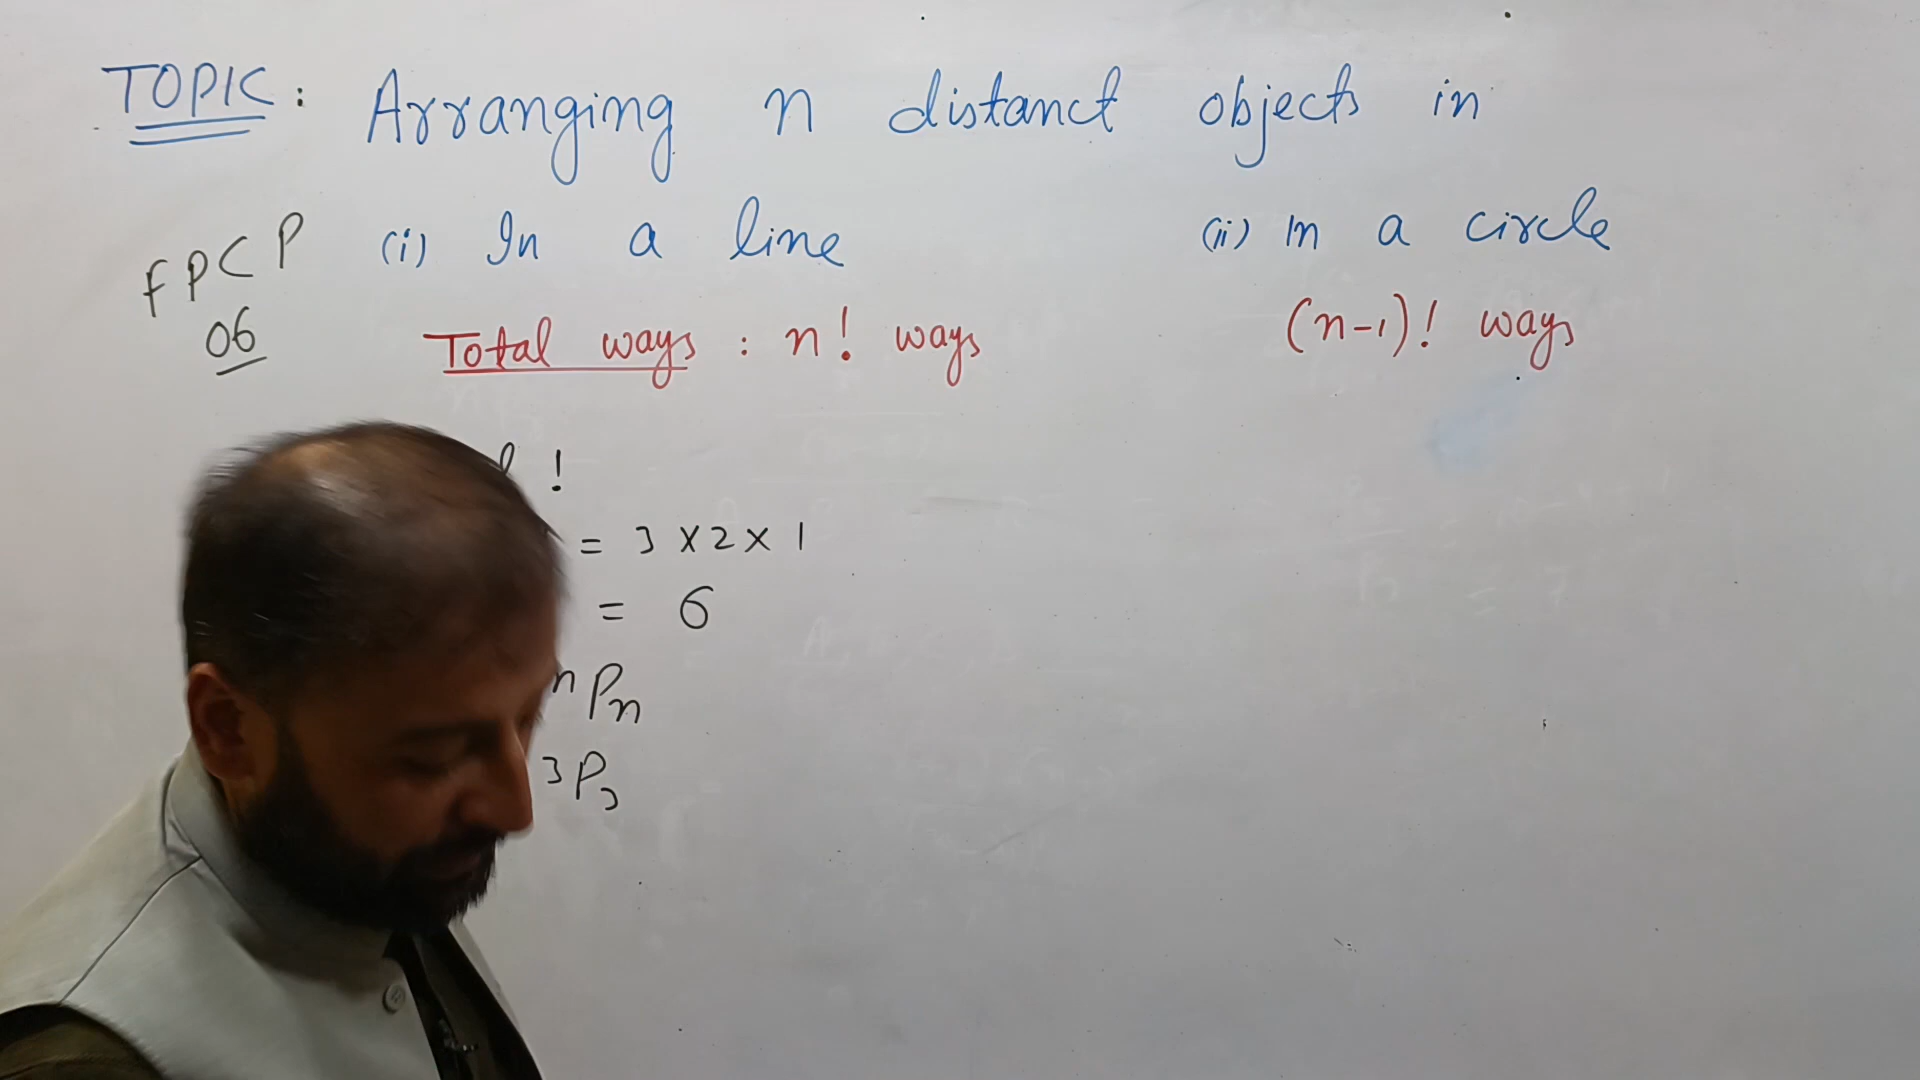 TOPIC: Arranging n distanct objects in
(i) In a line
(ii) In a circle
FPCP
06
Total ways : n! ways
(n-1)! ways
!
= 3 x 2 x 1
= 6
ⁿPₙ
³P₃